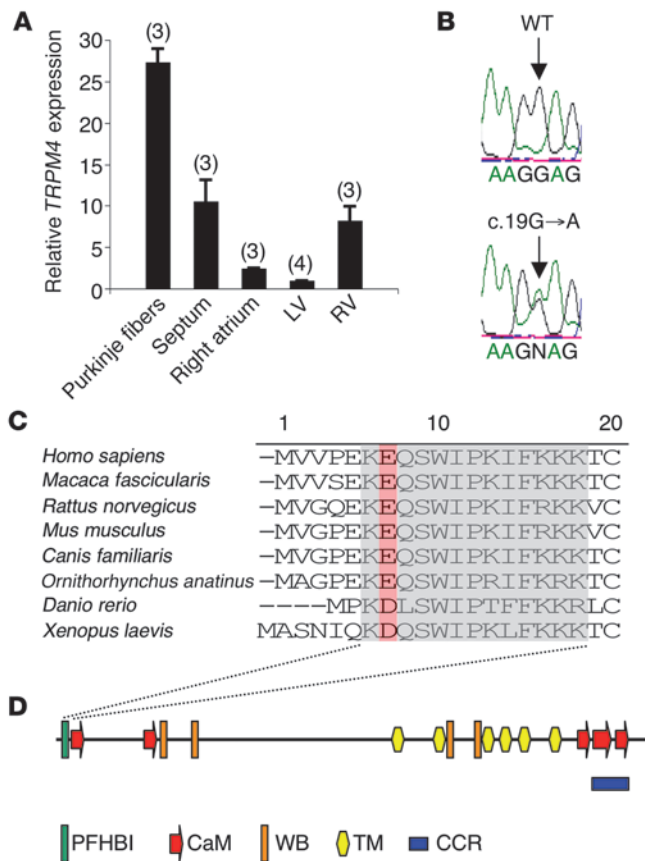 A
Relative TRPM4 expression
30
25
20
15
10
5
0
(3)
(3)
(3)
(4)
(3)
Purkinje fibers
Septum
Right atrium
LV
RV
B
WT
AAGGAG
c.19G→A
AAGNAG
C
1 10 20
Homo sapiens –MVVPEKEQSWIPKIFKKKTC
Macaca fascicularis –MVVSEKEQSWIPKIFKKKTC
Rattus norvegicus –MVGQEKEQSWIPKIFRKKVC
Mus musculus –MVGPEKEQSWIPKIFRKKVC
Canis familiaris –MVGPEKEQSWIPKIFKKKTC
Ornithorhynchus anatinus –MAGPEKEQSWIPRIFKRKTC
Danio rerio ––––MPKDLSWIPTFFKKRLC
Xenopus laevis MASNIQKDQSWIPKLFKKKTC
D
PFHBI CaM WB TM CCR